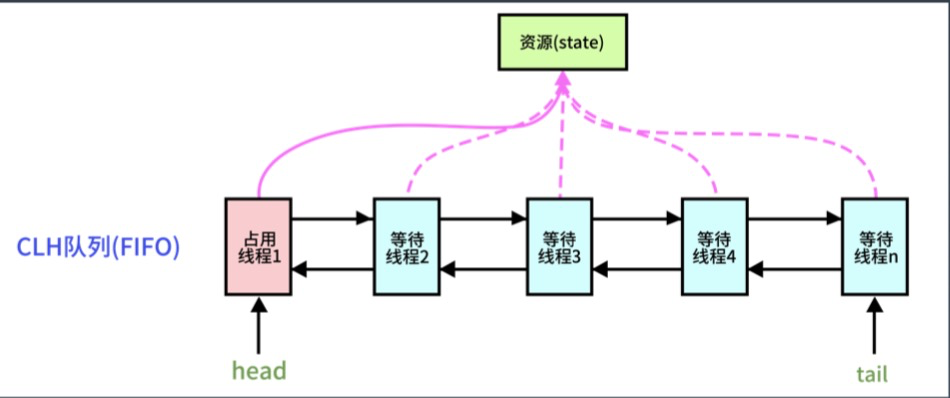 资源(state)
CLH队列(FIFO)
占用
线程1
等待
线程2
等待
线程3
等待
线程4
等待
线程n
head
tail